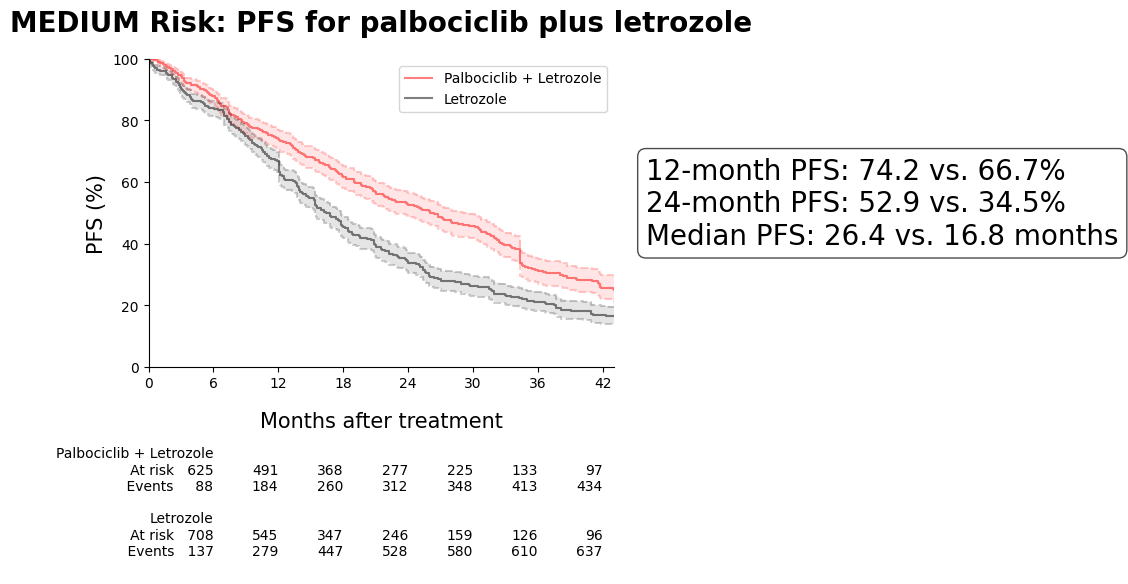 MEDIUM Risk: PFS for palbociclib plus letrozole
100
80
60
40
20
0
PFS (%)
Palbociclib + Letrozole
Letrozole
0 6 12 18 24 30 36 42
Months after treatment
12-month PFS: 74.2 vs. 66.7%
24-month PFS: 52.9 vs. 34.5%
Median PFS: 26.4 vs. 16.8 months
Palbociclib + Letrozole
At risk 625 491 368 277 225 133 97
Events 88 184 260 312 348 413 434
Letrozole
At risk 708 545 347 246 159 126 96
Events 137 279 447 528 580 610 637